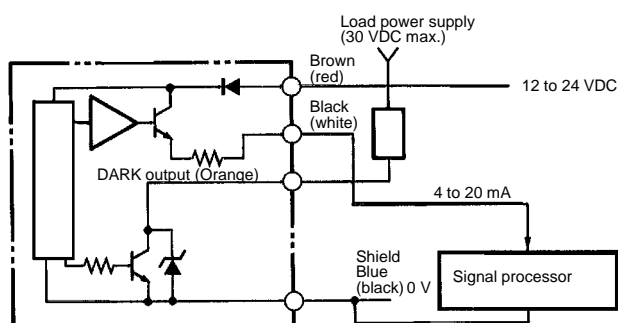 Load power supply
(30 VDC max.)
Brown
(red)
12 to 24 VDC
Black
(white)
DARK output (Orange)
4 to 20 mA
Shield
Blue
(black) 0 V
Signal processor